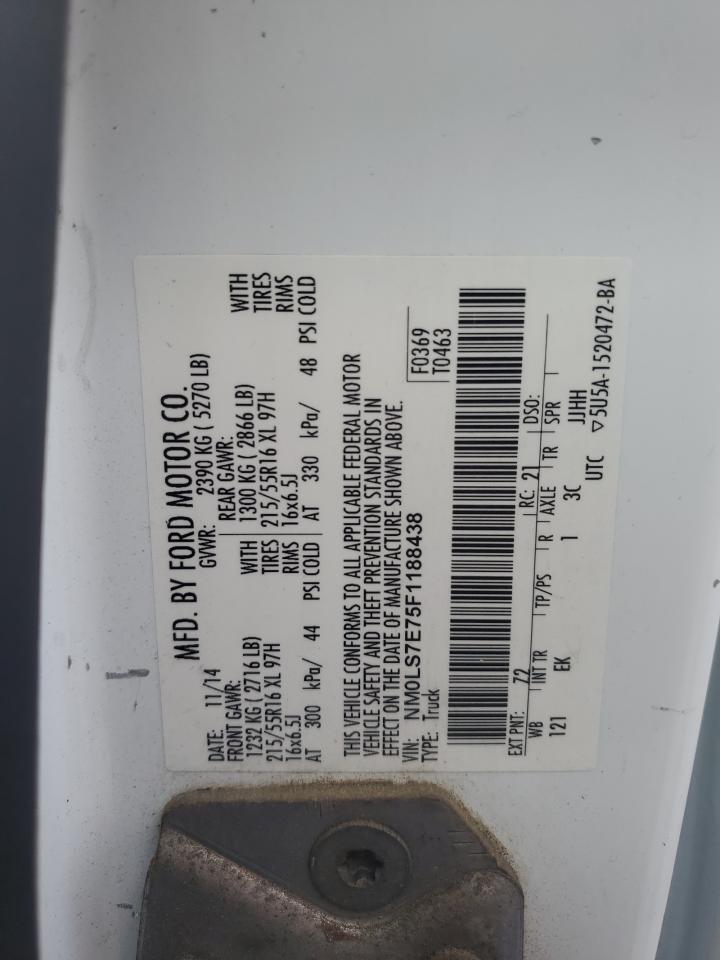 MFD. BY FORD MOTOR CO.
DATE: 11/14 GVWR: 2390 KG ( 5270 LB)
FRONT GAWR: REAR GAWR:
1232 KG ( 2716 LB) WITH 1300 KG ( 2866 LB) WITH
215/55R16 XL 97H TIRES 215/55R16 XL 97H TIRES
16x6.5J RIMS 16x6.5J RIMS
AT 300 kPa/ 44 PSI COLD AT 330 kPa/ 48 PSI COLD
THIS VEHICLE CONFORMS TO ALL APPLICABLE FEDERAL MOTOR
VEHICLE SAFETY AND THEFT PREVENTION STANDARDS IN
EFFECT ON THE DATE OF MANUFACTURE SHOWN ABOVE.
VIN: NM0LS7E75F1188438 F0369
TYPE: Truck T0463
EXT PNT: Z2 RC: 21 DSO:
WB INT TR TP/PS R AXLE TR SPR
121 EK 1 3C JJHH
UTC ▽5U5A-1520472-BA